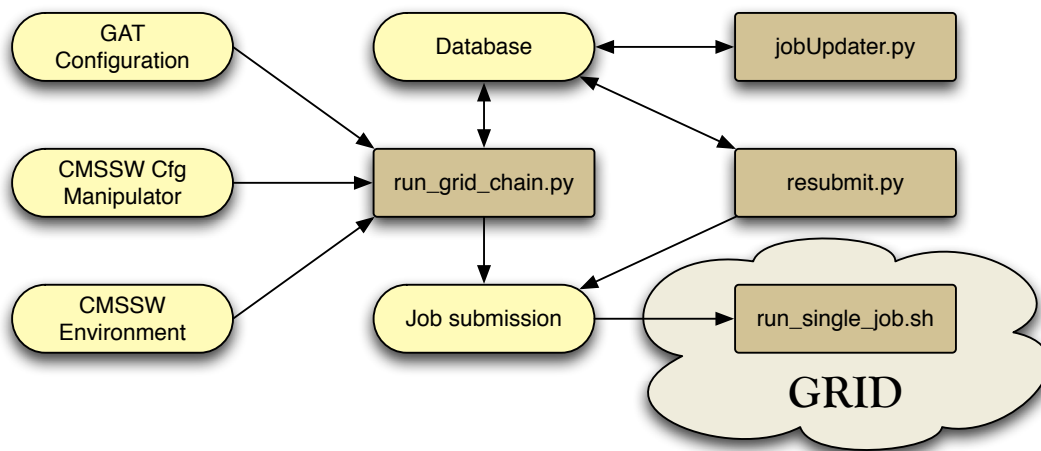 GAT
Configuration
Database
jobUpdater.py
CMSSW Cfg
Manipulator
run_grid_chain.py
resubmit.py
CMSSW
Environment
Job submission
run_single_job.sh
GRID